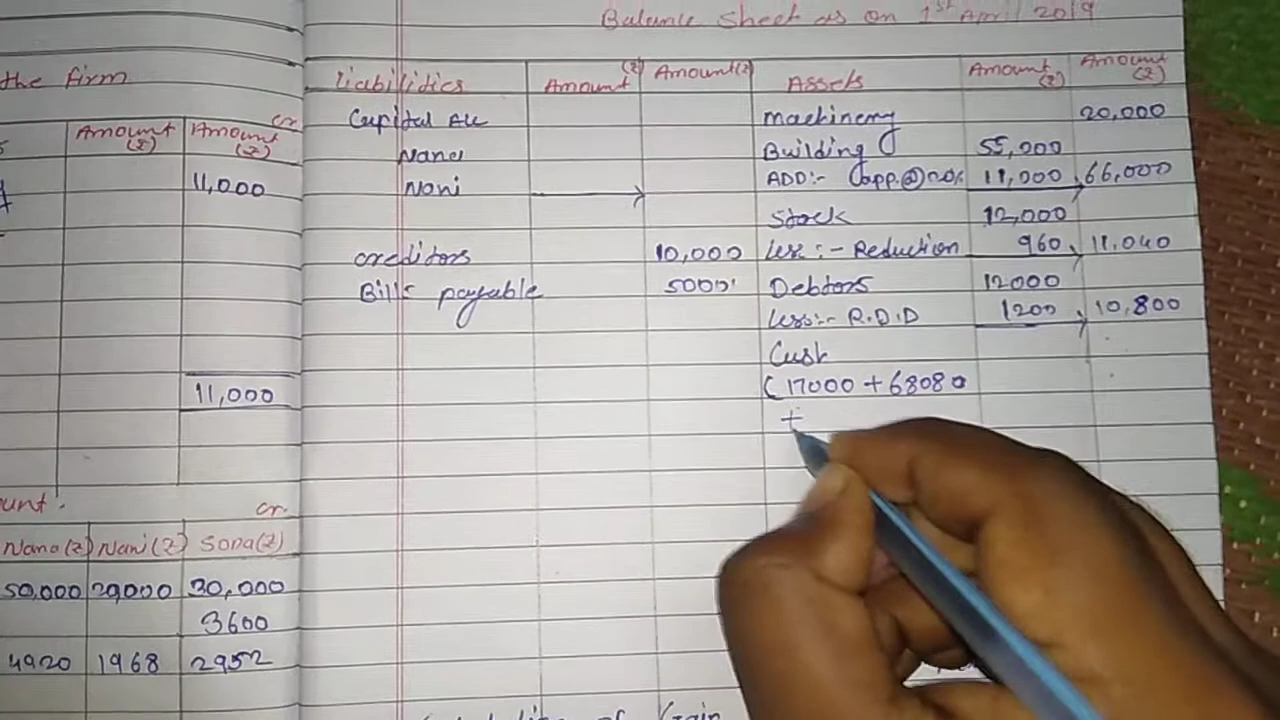 Balance Sheet as on 1st April 2019
the firm
cr
Amount (₹) Amount (₹)
11,000
11,000
cr.
Nana(₹) Nani(₹) Sona(₹)
50,000 20,000 30,000
3600
4920 1968 2952
Liabilities Amount (₹) Amount(₹) Assets Amount (₹) Amount (₹)
Capital A/c Machinery 20,000
Nana Building 55,000
Nani ADD:- (app.@20% 11,000 66,000
Stock 12,000
creditors 10,000 Less :- Reduction 960 11,040
Bills payable 5000 Debtors 12000
Less:- R.D.D 1200 10,800
Cash
(17000 + 68080
+
Gain